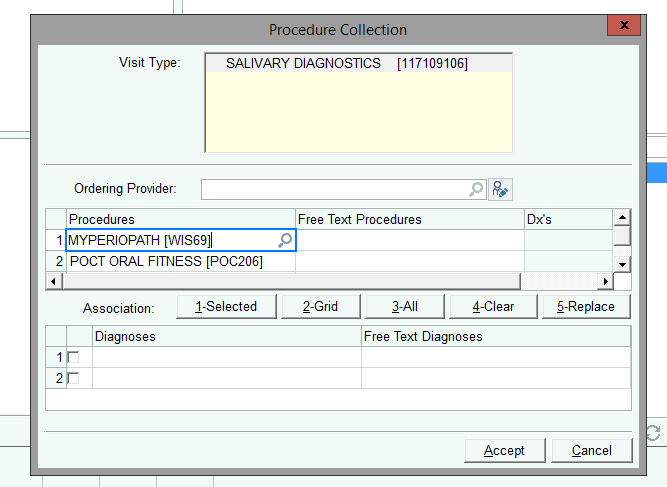 Procedure Collection
X
Visit Type:
SALIVARY DIAGNOSTICS [117109106]
Ordering Provider:
Procedures Free Text Procedures Dx's
1 MYPERIOPATH [WIS69]
2 POCT ORAL FITNESS [POC206]
Association: 1-Selected 2-Grid 3-All 4-Clear 5-Replace
Diagnoses Free Text Diagnoses
1
2
Accept Cancel